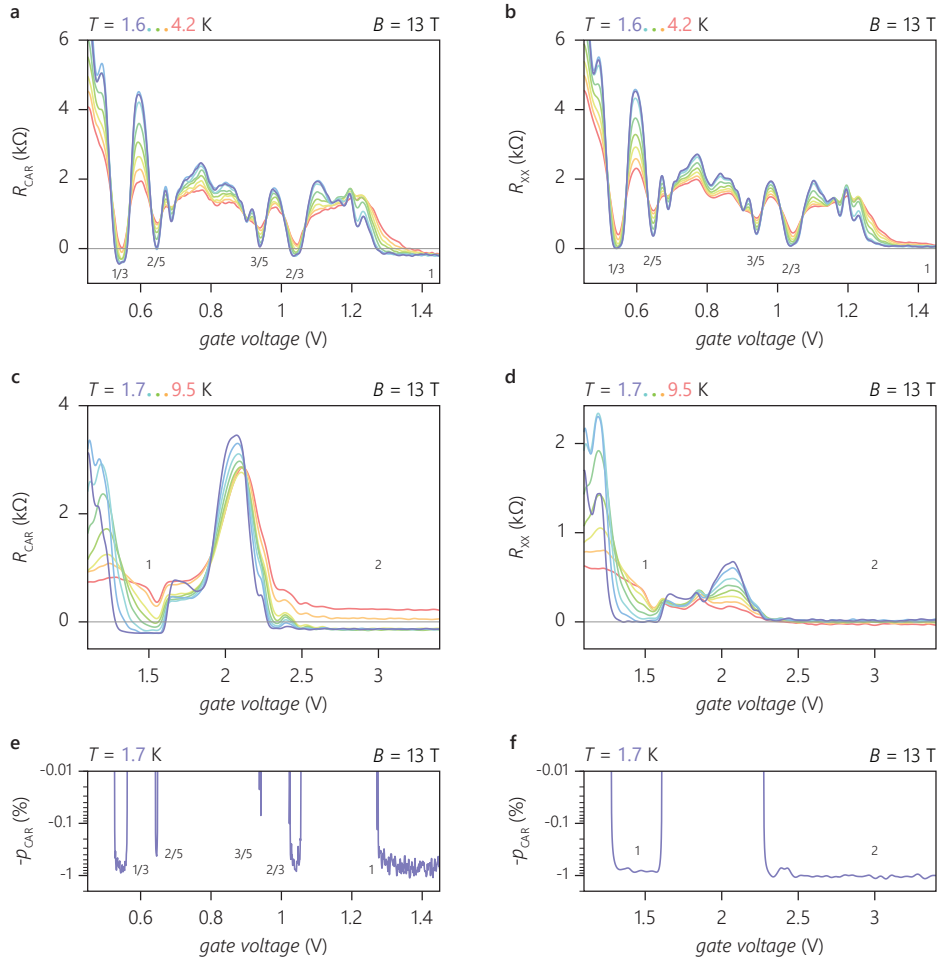 a
T = 1.6...4.2 K B = 13 T
R_CAR (kΩ)
6
4
2
0
1/3 2/5 3/5 2/3 1
0.6 0.8 1 1.2 1.4
gate voltage (V)
b
T = 1.6...4.2 K B = 13 T
R_XX (kΩ)
6
4
2
0
1/3 2/5 3/5 2/3 1
0.6 0.8 1 1.2 1.4
gate voltage (V)
c
T = 1.7...9.5 K B = 13 T
R_CAR (kΩ)
4
2
0
1 2
1.5 2 2.5 3
gate voltage (V)
d
T = 1.7...9.5 K B = 13 T
R_XX (kΩ)
2
1
0
1 2
1.5 2 2.5 3
gate voltage (V)
e
T = 1.7 K B = 13 T
-p_CAR (%)
-0.01
-0.1
-1
1/3 2/5 3/5 2/3 1
0.6 0.8 1 1.2 1.4
gate voltage (V)
f
T = 1.7 K B = 13 T
-p_CAR (%)
-0.01
-0.1
-1
1 2
1.5 2 2.5 3
gate voltage (V)